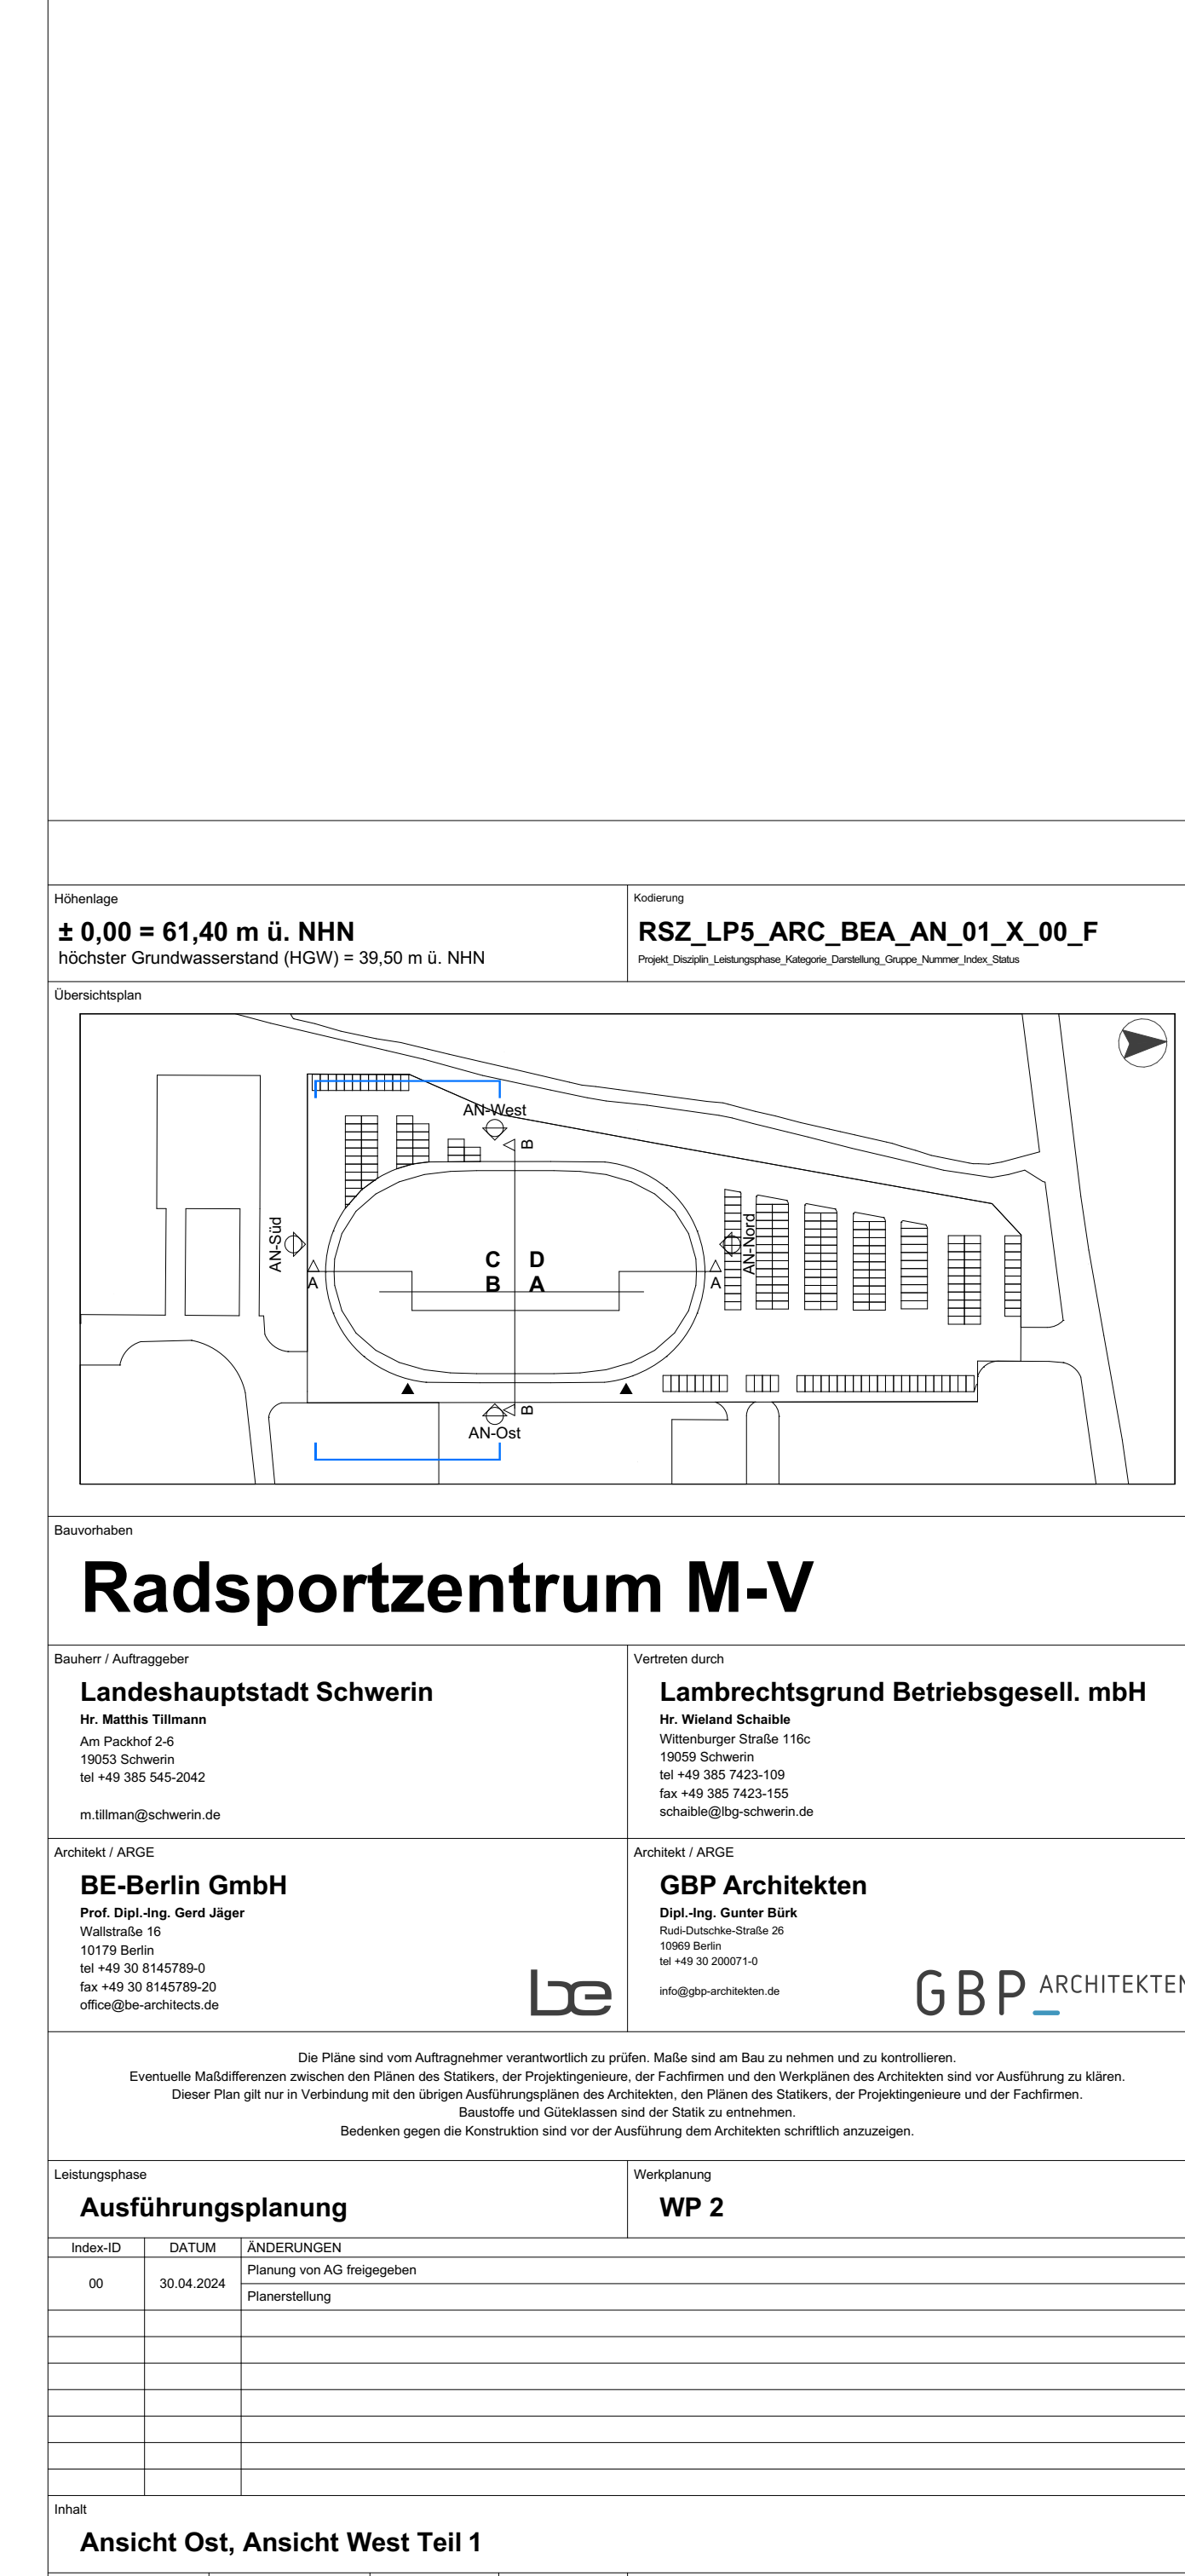 Höhenlage
± 0,00 = 61,40 m ü. NHN
höchster Grundwasserstand (HGW) = 39,50 m ü. NHN
Kodierung
RSZ_LP5_ARC_BEA_AN_01_X_00_F
Projekt_Disziplin_Leistungsphase_Kategorie_Darstellung_Gruppe_Nummer_Index_Status
Übersichtsplan
AN-West
B
AN-Süd
AN-Nord
C D
B A
A
A
B
AN-Ost
Bauvorhaben
Radsportzentrum M-V
Bauherr / Auftraggeber
Landeshauptstadt Schwerin
Hr. Matthis Tillmann
Am Packhof 2-6
19053 Schwerin
tel +49 385 545-2042
m.tillman@schwerin.de
Vertreten durch
Lambrechtsgrund Betriebsgesell. mbH
Hr. Wieland Schaible
Wittenburger Straße 116c
19059 Schwerin
tel +49 385 7423-109
fax +49 385 7423-155
schaible@lbg-schwerin.de
Architekt / ARGE
BE-Berlin GmbH
Prof. Dipl.-Ing. Gerd Jäger
Wallstraße 16
10179 Berlin
tel +49 30 8145789-0
fax +49 30 8145789-20
office@be-architects.de
be
Architekt / ARGE
GBP Architekten
Dipl.-Ing. Gunter Bürk
Rudi-Dutschke-Straße 26
10969 Berlin
tel +49 30 200071-0
info@gbp-architekten.de
GBP ARCHITEKTEN
Die Pläne sind vom Auftragnehmer verantwortlich zu prüfen. Maße sind am Bau zu nehmen und zu kontrollieren.
Eventuelle Maßdifferenzen zwischen den Plänen des Statikers, der Projektingenieure, der Fachfirmen und den Werkplänen des Architekten sind vor Ausführung zu klären.
Dieser Plan gilt nur in Verbindung mit den übrigen Ausführungsplänen des Architekten, den Plänen des Statikers, der Projektingenieure und der Fachfirmen.
Baustoffe und Güteklassen sind der Statik zu entnehmen.
Bedenken gegen die Konstruktion sind vor der Ausführung dem Architekten schriftlich anzuzeigen.
Leistungsphase
Ausführungsplanung
Werkplanung
WP 2
Index-ID DATUM ÄNDERUNGEN
00 30.04.2024 Planung von AG freigegeben
Planerstellung
Inhalt
Ansicht Ost, Ansicht West Teil 1